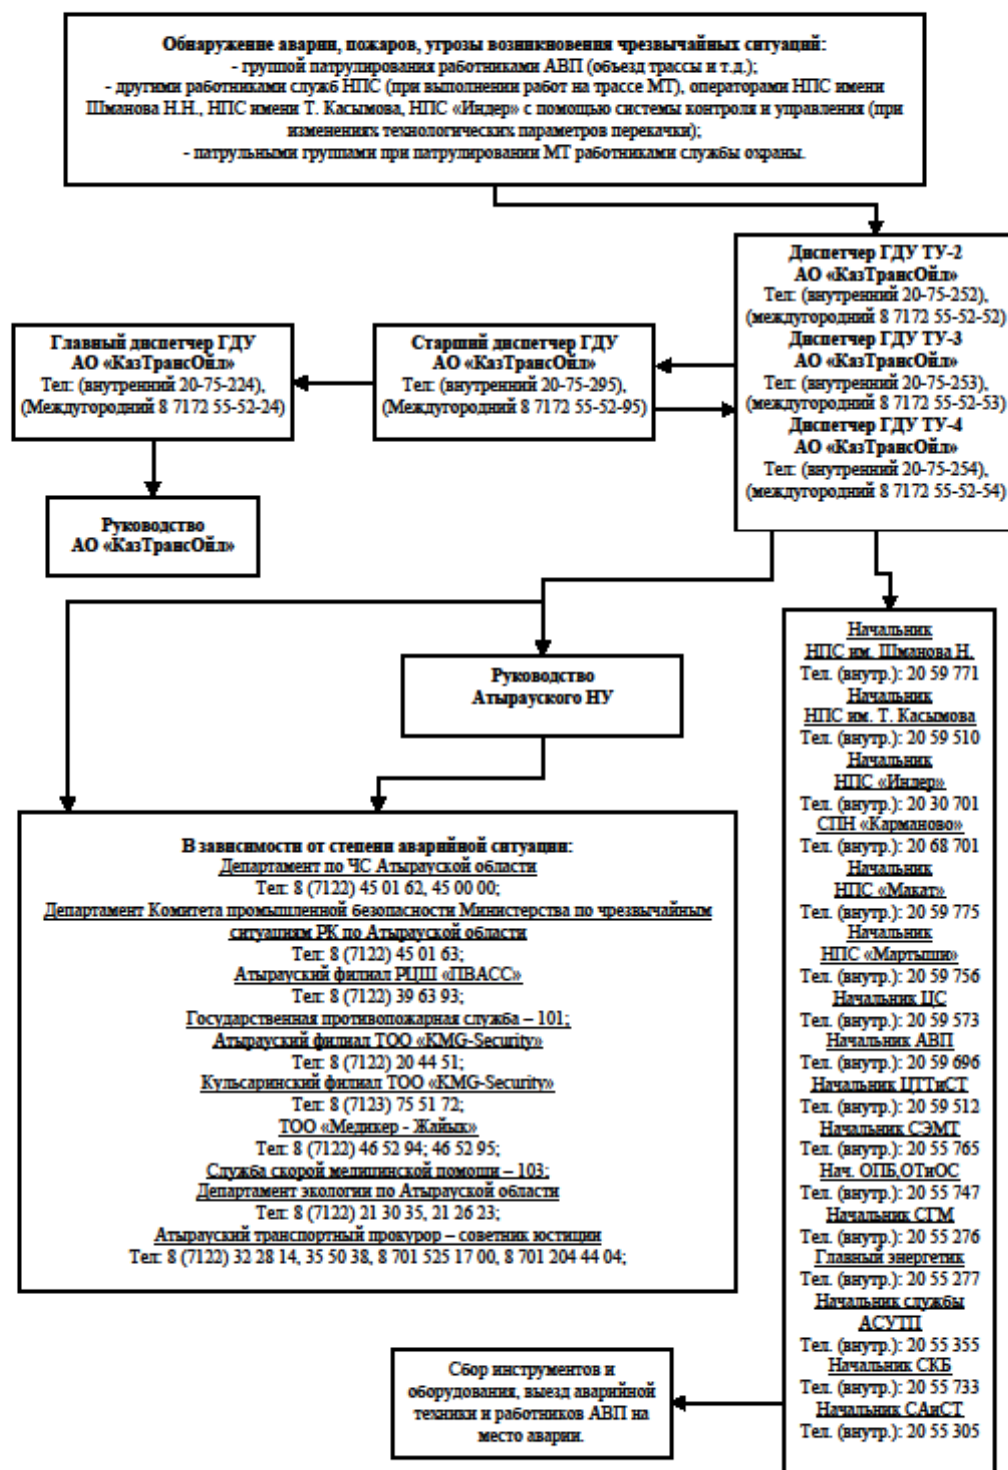 Обнаружение аварии, пожаров, угрозы возникновения чрезвычайных ситуаций:
- группой патрулирования работниками АВП (объезд трассы и т.д.);
- другими работниками служб НПС (при выполнении работ на трассе МТ), операторами НПС имени
Шманова Н.Н., НПС имени Т. Касымова, НПС «Индер» с помощью системы контроля и управления (при
изменениях технологических параметров перекачки);
- патрульными группами при патрулировании МТ работниками службы охраны.
Диспетчер ГДУ ТУ-2
АО «КазТрансОйл»
Тел: (внутренний 20-75-252),
(междугородний 8 7172 55-52-52)
Диспетчер ГДУ ТУ-3
АО «КазТрансОйл»
Тел: (внутренний 20-75-253),
(междугородний 8 7172 55-52-53)
Диспетчер ГДУ ТУ-4
АО «КазТрансОйл»
Тел: (внутренний 20-75-254),
(междугородний 8 7172 55-52-54)
Старший диспетчер ГДУ
АО «КазТрансОйл»
Тел: (внутренний 20-75-295),
(Междугородний 8 7172 55-52-95)
Главный диспетчер ГДУ
АО «КазТрансОйл»
Тел: (внутренний 20-75-224),
(Междугородний 8 7172 55-52-24)
Руководство
АО «КазТрансОйл»
Руководство
Атырауского НУ
В зависимости от степени аварийной ситуации:
Департамент по ЧС Атырауской области
Тел: 8 (7122) 45 01 62, 45 00 00;
Департамент Комитета промышленной безопасности Министерства по чрезвычайным
ситуациям РК по Атырауской области
Тел: 8 (7122) 45 01 63;
Атырауский филиал РЦШ «ПВАСС»
Тел: 8 (7122) 39 63 93;
Государственная противопожарная служба – 101;
Атырауский филиал ТОО «KMG-Security»
Тел: 8 (7122) 20 44 51;
Кульсаринский филиал ТОО «KMG-Security»
Тел: 8 (7123) 75 51 72;
ТОО «Медикер - Жайык»
Тел: 8 (7122) 46 52 94; 46 52 95;
Служба скорой медицинской помощи – 103;
Департамент экологии по Атырауской области
Тел: 8 (7122) 21 30 35, 21 26 23;
Атырауский транспортный прокурор – советник юстиции
Тел: 8 (7122) 32 28 14, 35 50 38, 8 701 525 17 00, 8 701 204 44 04;
Начальник
НПС им. Шманова Н.
Тел. (внутр.): 20 59 771
Начальник
НПС им. Т. Касымова
Тел. (внутр.): 20 59 510
Начальник
НПС «Индер»
Тел. (внутр.): 20 30 701
СПН «Карманово»
Тел. (внутр.): 20 68 701
Начальник
НПС «Макат»
Тел. (внутр.): 20 59 775
Начальник
НПС «Мартыши»
Тел. (внутр.): 20 59 756
Начальник ЦС
Тел. (внутр.): 20 59 573
Начальник АВП
Тел. (внутр.): 20 59 696
Начальник ЦТТиСТ
Тел. (внутр.): 20 59 512
Начальник СЭМТ
Тел. (внутр.): 20 55 765
Нач. ОПБ,ОТиОС
Тел. (внутр.): 20 55 747
Начальник СГМ
Тел. (внутр.): 20 55 276
Главный энергетик
Тел. (внутр.): 20 55 277
Начальник службы
АСУТП
Тел. (внутр.): 20 55 355
Начальник СКБ
Тел. (внутр.): 20 55 733
Начальник САиСТ
Тел. (внутр.): 20 55 305
Сбор инструментов и
оборудования, выезд аварийной
техники и работников АВП на
место аварии.